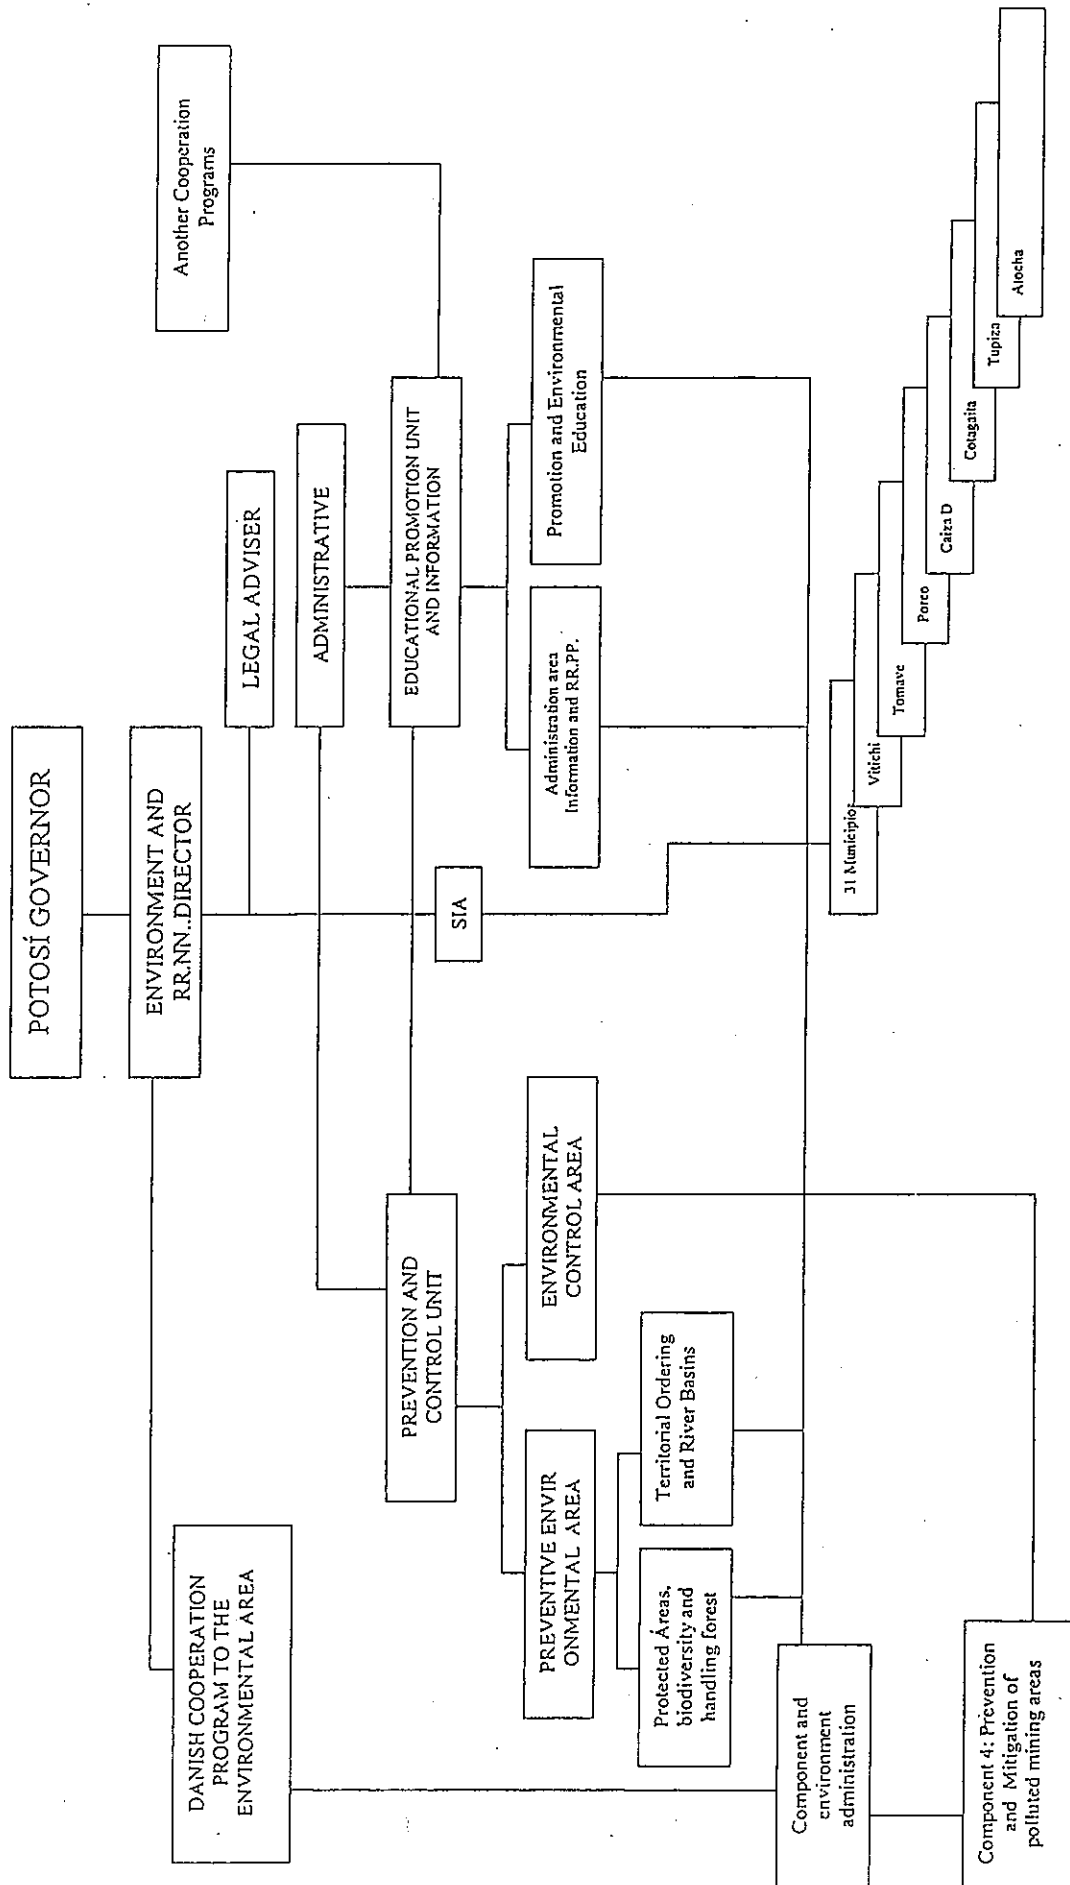 POTOSÍ GOVERNOR
ENVIRONMENT AND
RR.NN..DIRECTOR
DANISH COOPERATION
PROGRAM TO THE
ENVIRONMENTAL AREA
Another Cooperation
Programs
LEGAL ADVISER
ADMINISTRATIVE
PREVENTION AND
CONTROL UNIT
SIA
EDUCATIONAL PROMOTION UNIT
AND INFORMATION
PREVENTIVE ENVIR
ONMENTAL AREA
ENVIRONMENTAL
CONTROL AREA
Administration area
Information and RR.PP.
Promotion and Environmental
Education
Protected Áreas,
biodiversity and
handling forest
Territorial Ordering
and River Basins
Component and
environment
administration
Component 4: Prevention
and Mitigation of
polluted mining areas
31 Municipio
Vitichi
Tomave
Porco
Caiza D
Cotagaita
Tupiza
Atocha